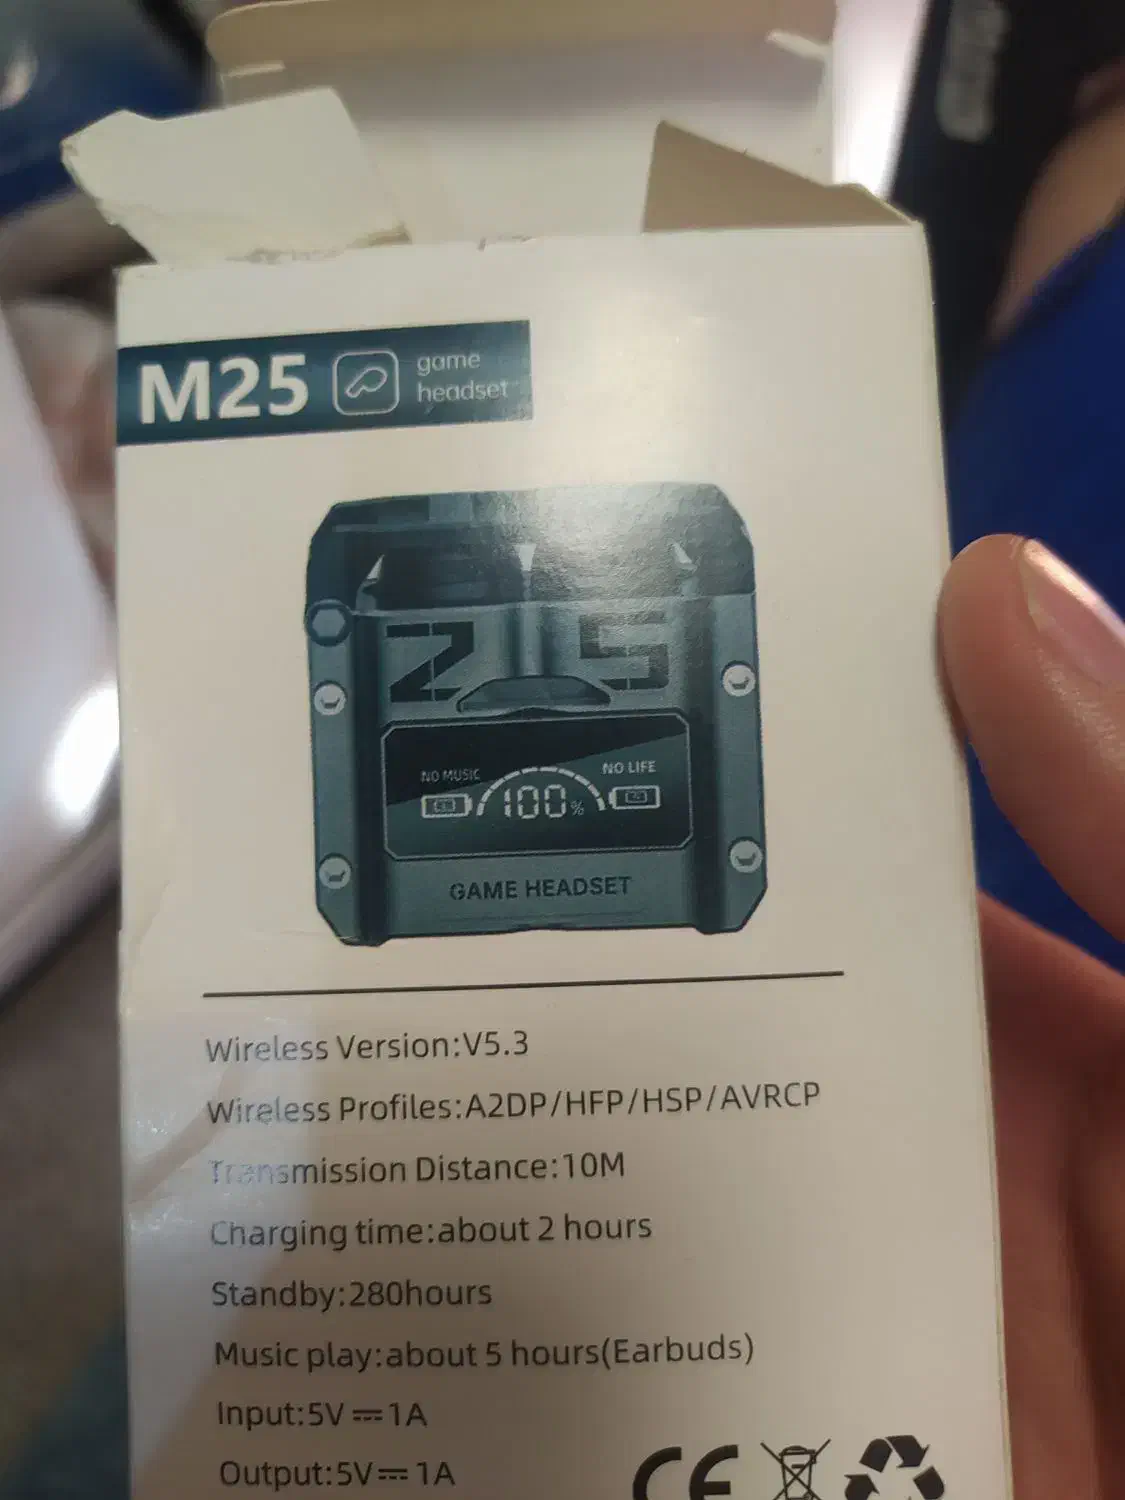 M25
game
headset
25
NO MUSIC
NO LIFE
100%
GAME HEADSET
Wireless Version:V5.3
Wireless Profiles:A2DP/HFP/HSP/AVRCP
Transmission Distance:10M
Charging time:about 2 hours
Standby:280hours
Music play:about 5 hours(Earbuds)
Input:5V⎓1A
Output:5V⎓1A
CE